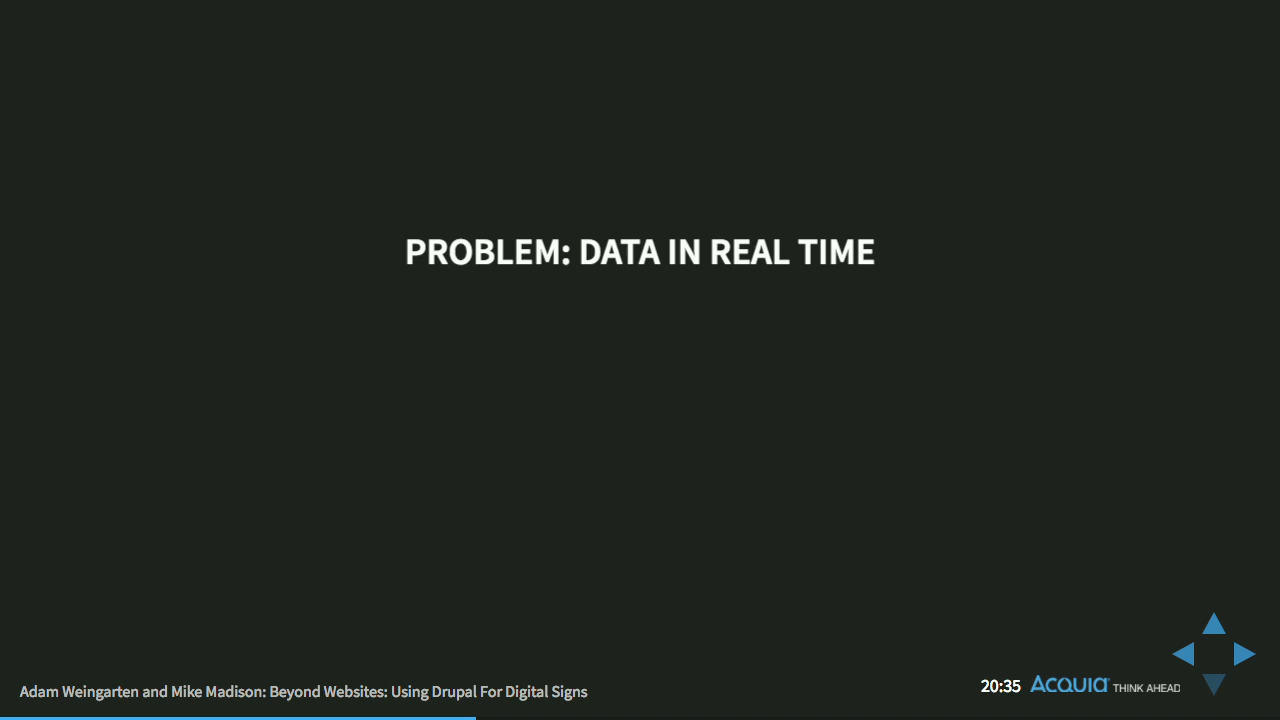 PROBLEM: DATA IN REAL TIME
Adam Weingarten and Mike Madison: Beyond Websites: Using Drupal For Digital Signs
20:35
Acquia THINK AHEAD